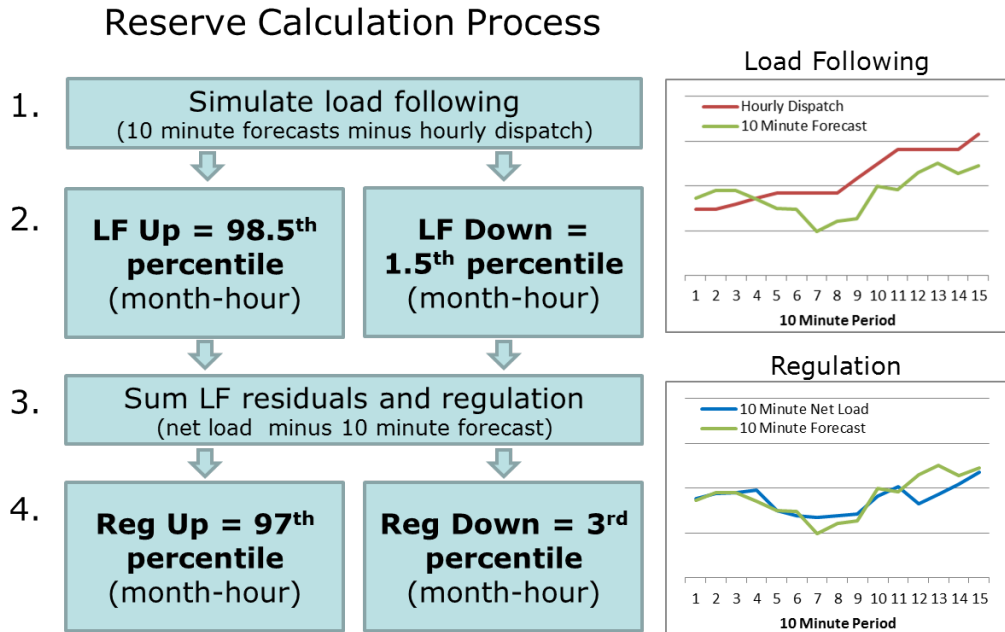 Reserve Calculation Process
1.
Simulate load following
(10 minute forecasts minus hourly dispatch)
2.
LF Up = 98.5th
percentile
(month-hour)
LF Down =
1.5th percentile
(month-hour)
3.
Sum LF residuals and regulation
(net load minus 10 minute forecast)
4.
Reg Up = 97th
percentile
(month-hour)
Reg Down = 3rd
percentile
(month-hour)
Load Following
Hourly Dispatch
10 Minute Forecast
1 2 3 4 5 6 7 8 9 10 11 12 13 14 15
10 Minute Period
Regulation
10 Minute Net Load
10 Minute Forecast
1 2 3 4 5 6 7 8 9 10 11 12 13 14 15
10 Minute Period